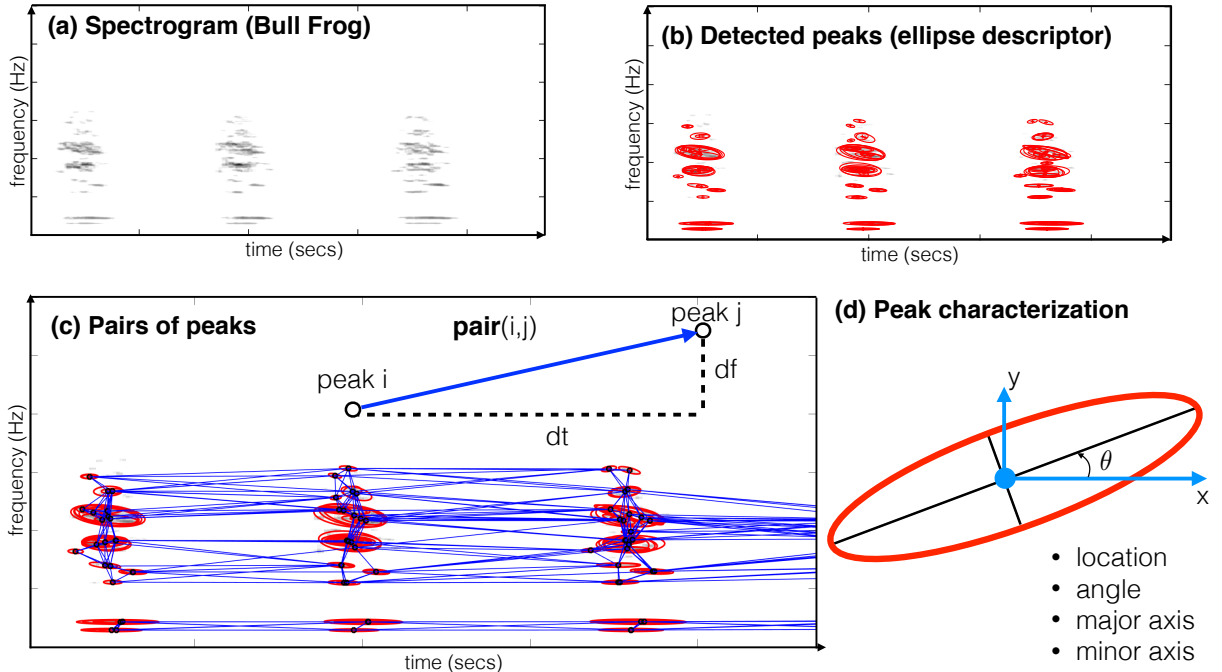 (a) Spectrogram (Bull Frog)
frequency (Hz)
time (secs)
(b) Detected peaks (ellipse descriptor)
frequency (Hz)
time (secs)
(c) Pairs of peaks
pair(i,j)
peak j
peak i
df
dt
frequency (Hz)
time (secs)
(d) Peak characterization
y
θ
x
• location
• angle
• major axis
• minor axis